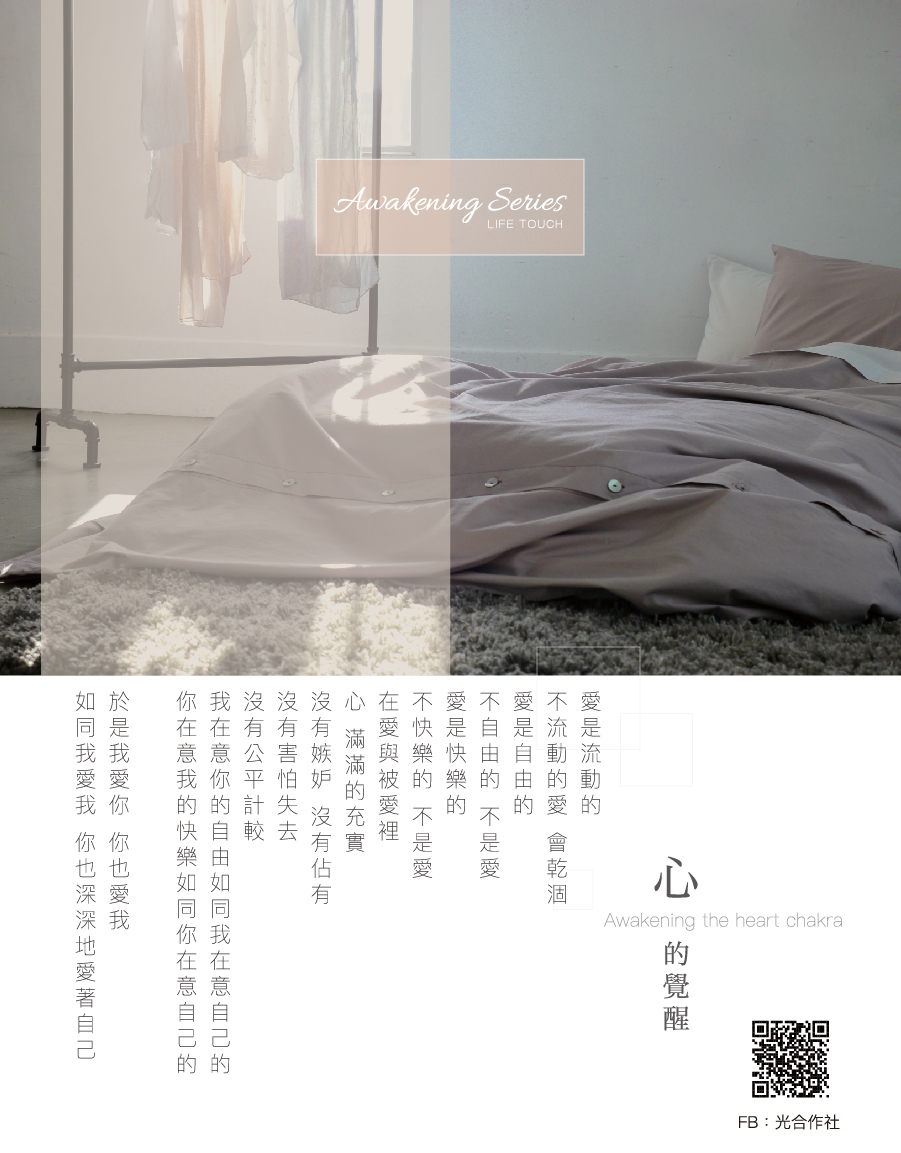 Awakening Series
LIFE TOUCH
心
Awakening the heart chakra
的覺醒
愛是流動的
不流動的愛 會乾涸
愛是自由的
不自由的 不是愛
愛是快樂的
不快樂的 不是愛
在愛與被愛裡
心 滿滿的充實
沒有嫉妒 沒有佔有
沒有害怕失去
沒有公平計較
我在意你的自由如同我在意自己的
你在意我的快樂如同你在意自己的
於是我愛你 你也愛我
如同我愛我 你也深深地愛著自己
FB：光合作社